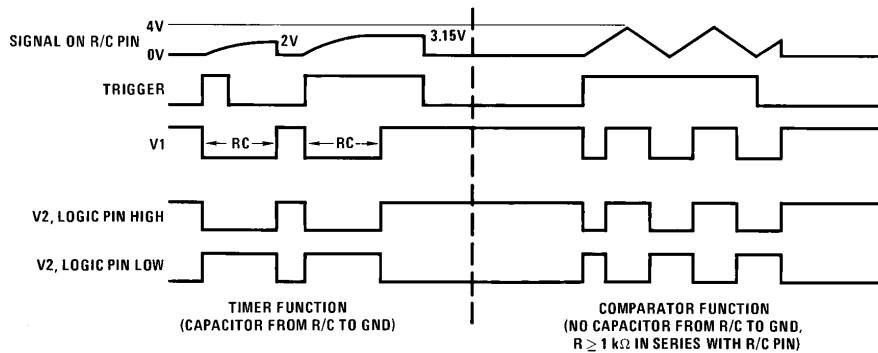 4V
SIGNAL ON R/C PIN
2V
3.15V
0V
TRIGGER
V1
RC
RC
V2, LOGIC PIN HIGH
V2, LOGIC PIN LOW
TIMER FUNCTION
(CAPACITOR FROM R/C TO GND)
COMPARATOR FUNCTION
(NO CAPACITOR FROM R/C TO GND,
R ≥ 1 kΩ IN SERIES WITH R/C PIN)